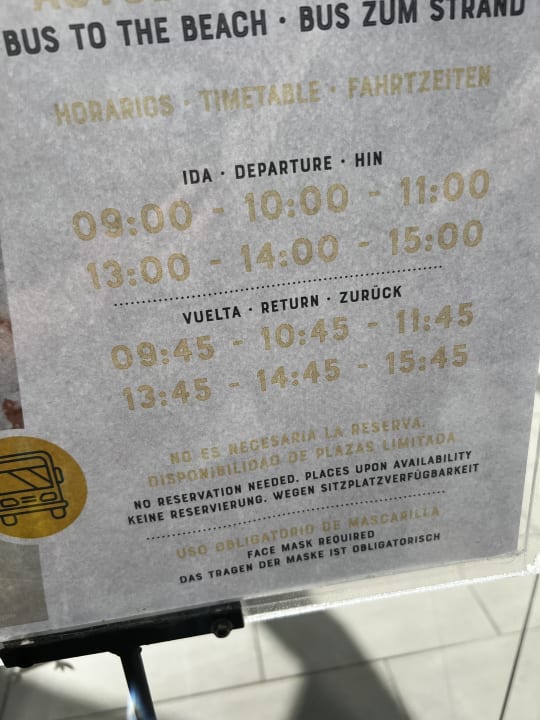 BUS TO THE BEACH · BUS ZUM STRAND
HORARIOS · TIMETABLE · FAHRTZEITEN
IDA · DEPARTURE · HIN
09:00 - 10:00 - 11:00
13:00 - 14:00 - 15:00
VUELTA · RETURN · ZURÜCK
09:45 - 10:45 - 11:45
13:45 - 14:45 - 15:45
NO ES NECESARIA LA RESERVA.
DISPONIBILIDAD DE PLAZAS LIMITADA
NO RESERVATION NEEDED. PLACES UPON AVAILABILITY
KEINE RESERVIERUNG. WEGEN SITZPLATZVERFÜGBARKEIT
USO OBLIGATORIO DE MASCARILLA
FACE MASK REQUIRED
DAS TRAGEN DER MASKE IST OBLIGATORISCH